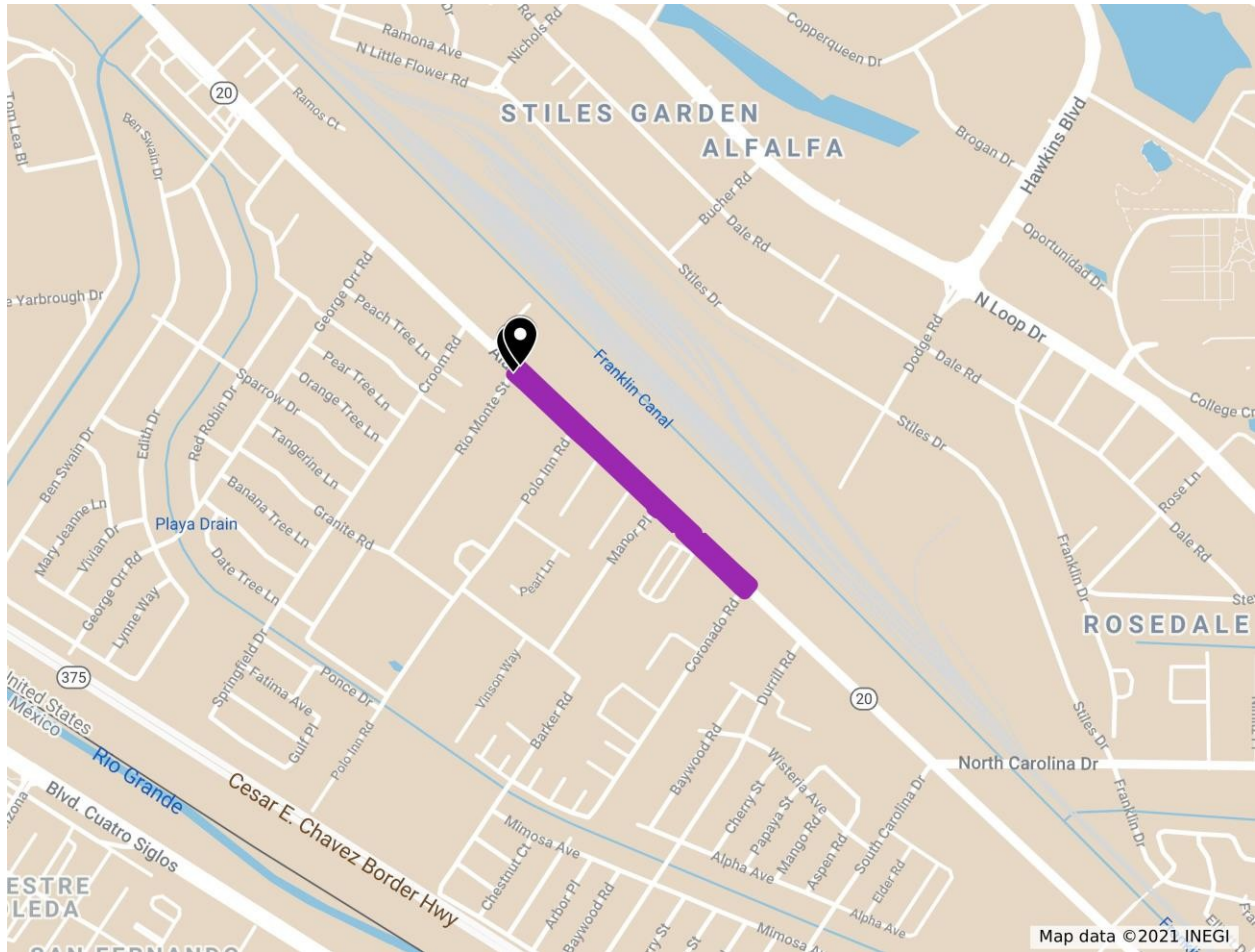 Ramona Ave
N Little Flower Rd
Nichols Rd
Copperqueen Dr
20
Ramos Ct
STILES GARDEN
ALFALFA
Hawkins Blvd
Brogan Dr
Tom Lea Bl
Ben Swain Dr
Bucher Rd
Dale Rd
Oportunidad Dr
Stiles Dr
N Loop Dr
e Yarbrough Dr
George Orr Rd
Peach Tree Ln
Croom Rd
Franklin Canal
Dodge Rd
Dale Rd
College C
Pear Tree Ln
Orange Tree Ln
Sparrow Dr
Red Robin Dr
Edith Dr
Rio Monte St
Stiles Dr
Tangerine Ln
Polo Inn Rd
Ben Swain Dr
Banana Tree Ln
Granite Rd
Rose Ln
Mary Jeanne Ln
Vivian Dr
Playa Drain
Manor Pl
Dale Rd
George Orr Rd
Date Tree Ln
Pearl Ln
Franklin Dr
Lynne Way
Ste
ROSEDALE
Coronado Rd
Springfield Dr
Fatima Ave
Ponce Dr
Vinson Way
Durrill Rd
375
United States
México
Gulf Pl
Polo Inn Rd
Barker Rd
20
Baywood Rd
Stiles Dr
Wisteria Ave
North Carolina Dr
Rio Grande
Cesar E. Chavez Border Hwy
Blvd. Cuatro Siglos
Cherry St
Papaya St
Mango Rd
Aspen Rd
South Carolina Dr
Elder Rd
Franklin Dr
Mimosa Ave
Chestnut Ct
Arbor Pl
Baywood Rd
Alpha Ave
Alpha Ave
Mimosa Ave
ESTRE
LEDA
SAN FERNANDO
Map data ©2021 INEGI